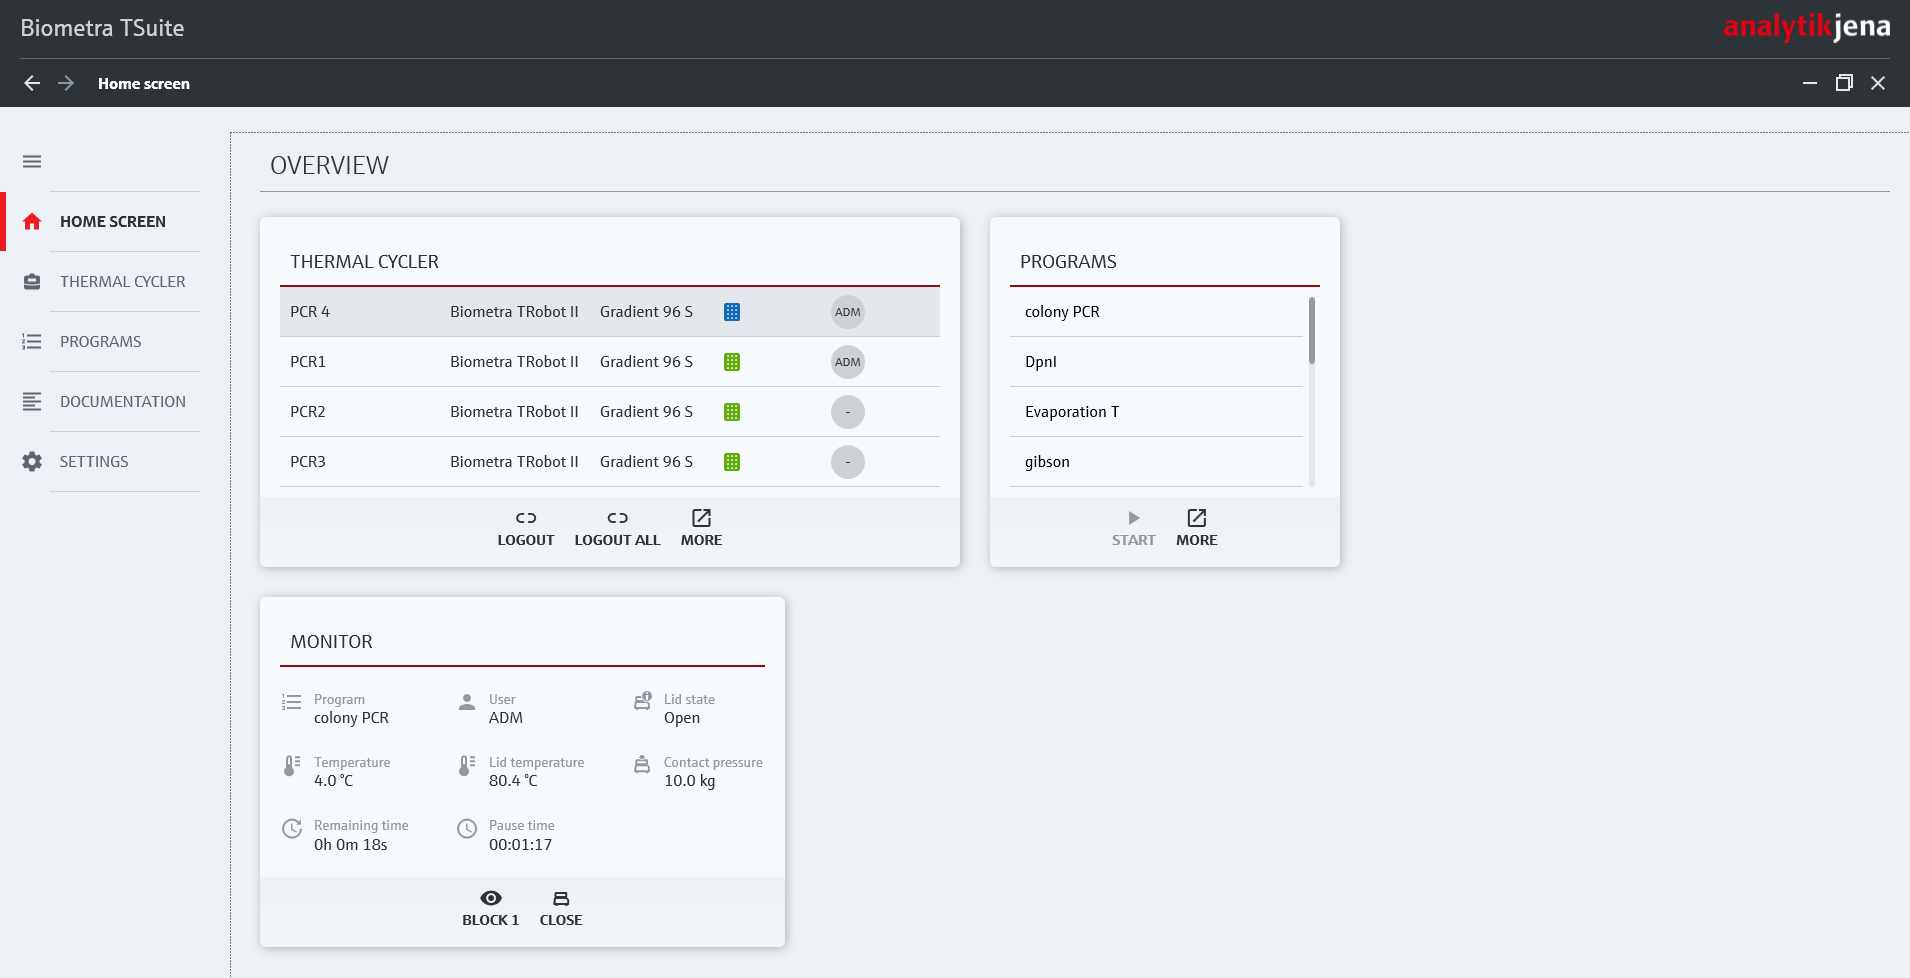 Biometra TSuite
analytikjena
Home screen
OVERVIEW
HOME SCREEN
THERMAL CYCLER
PROGRAMS
DOCUMENTATION
SETTINGS
THERMAL CYCLER
PCR 4 Biometra TRobot II Gradient 96 S ADM
PCR1 Biometra TRobot II Gradient 96 S ADM
PCR2 Biometra TRobot II Gradient 96 S -
PCR3 Biometra TRobot II Gradient 96 S -
LOGOUT LOGOUT ALL MORE
PROGRAMS
colony PCR
DpnI
Evaporation T
gibson
START MORE
MONITOR
Program User Lid state
colony PCR ADM Open
Temperature Lid temperature Contact pressure
4.0 °C 80.4 °C 10.0 kg
Remaining time Pause time
0h 0m 18s 00:01:17
BLOCK 1 CLOSE